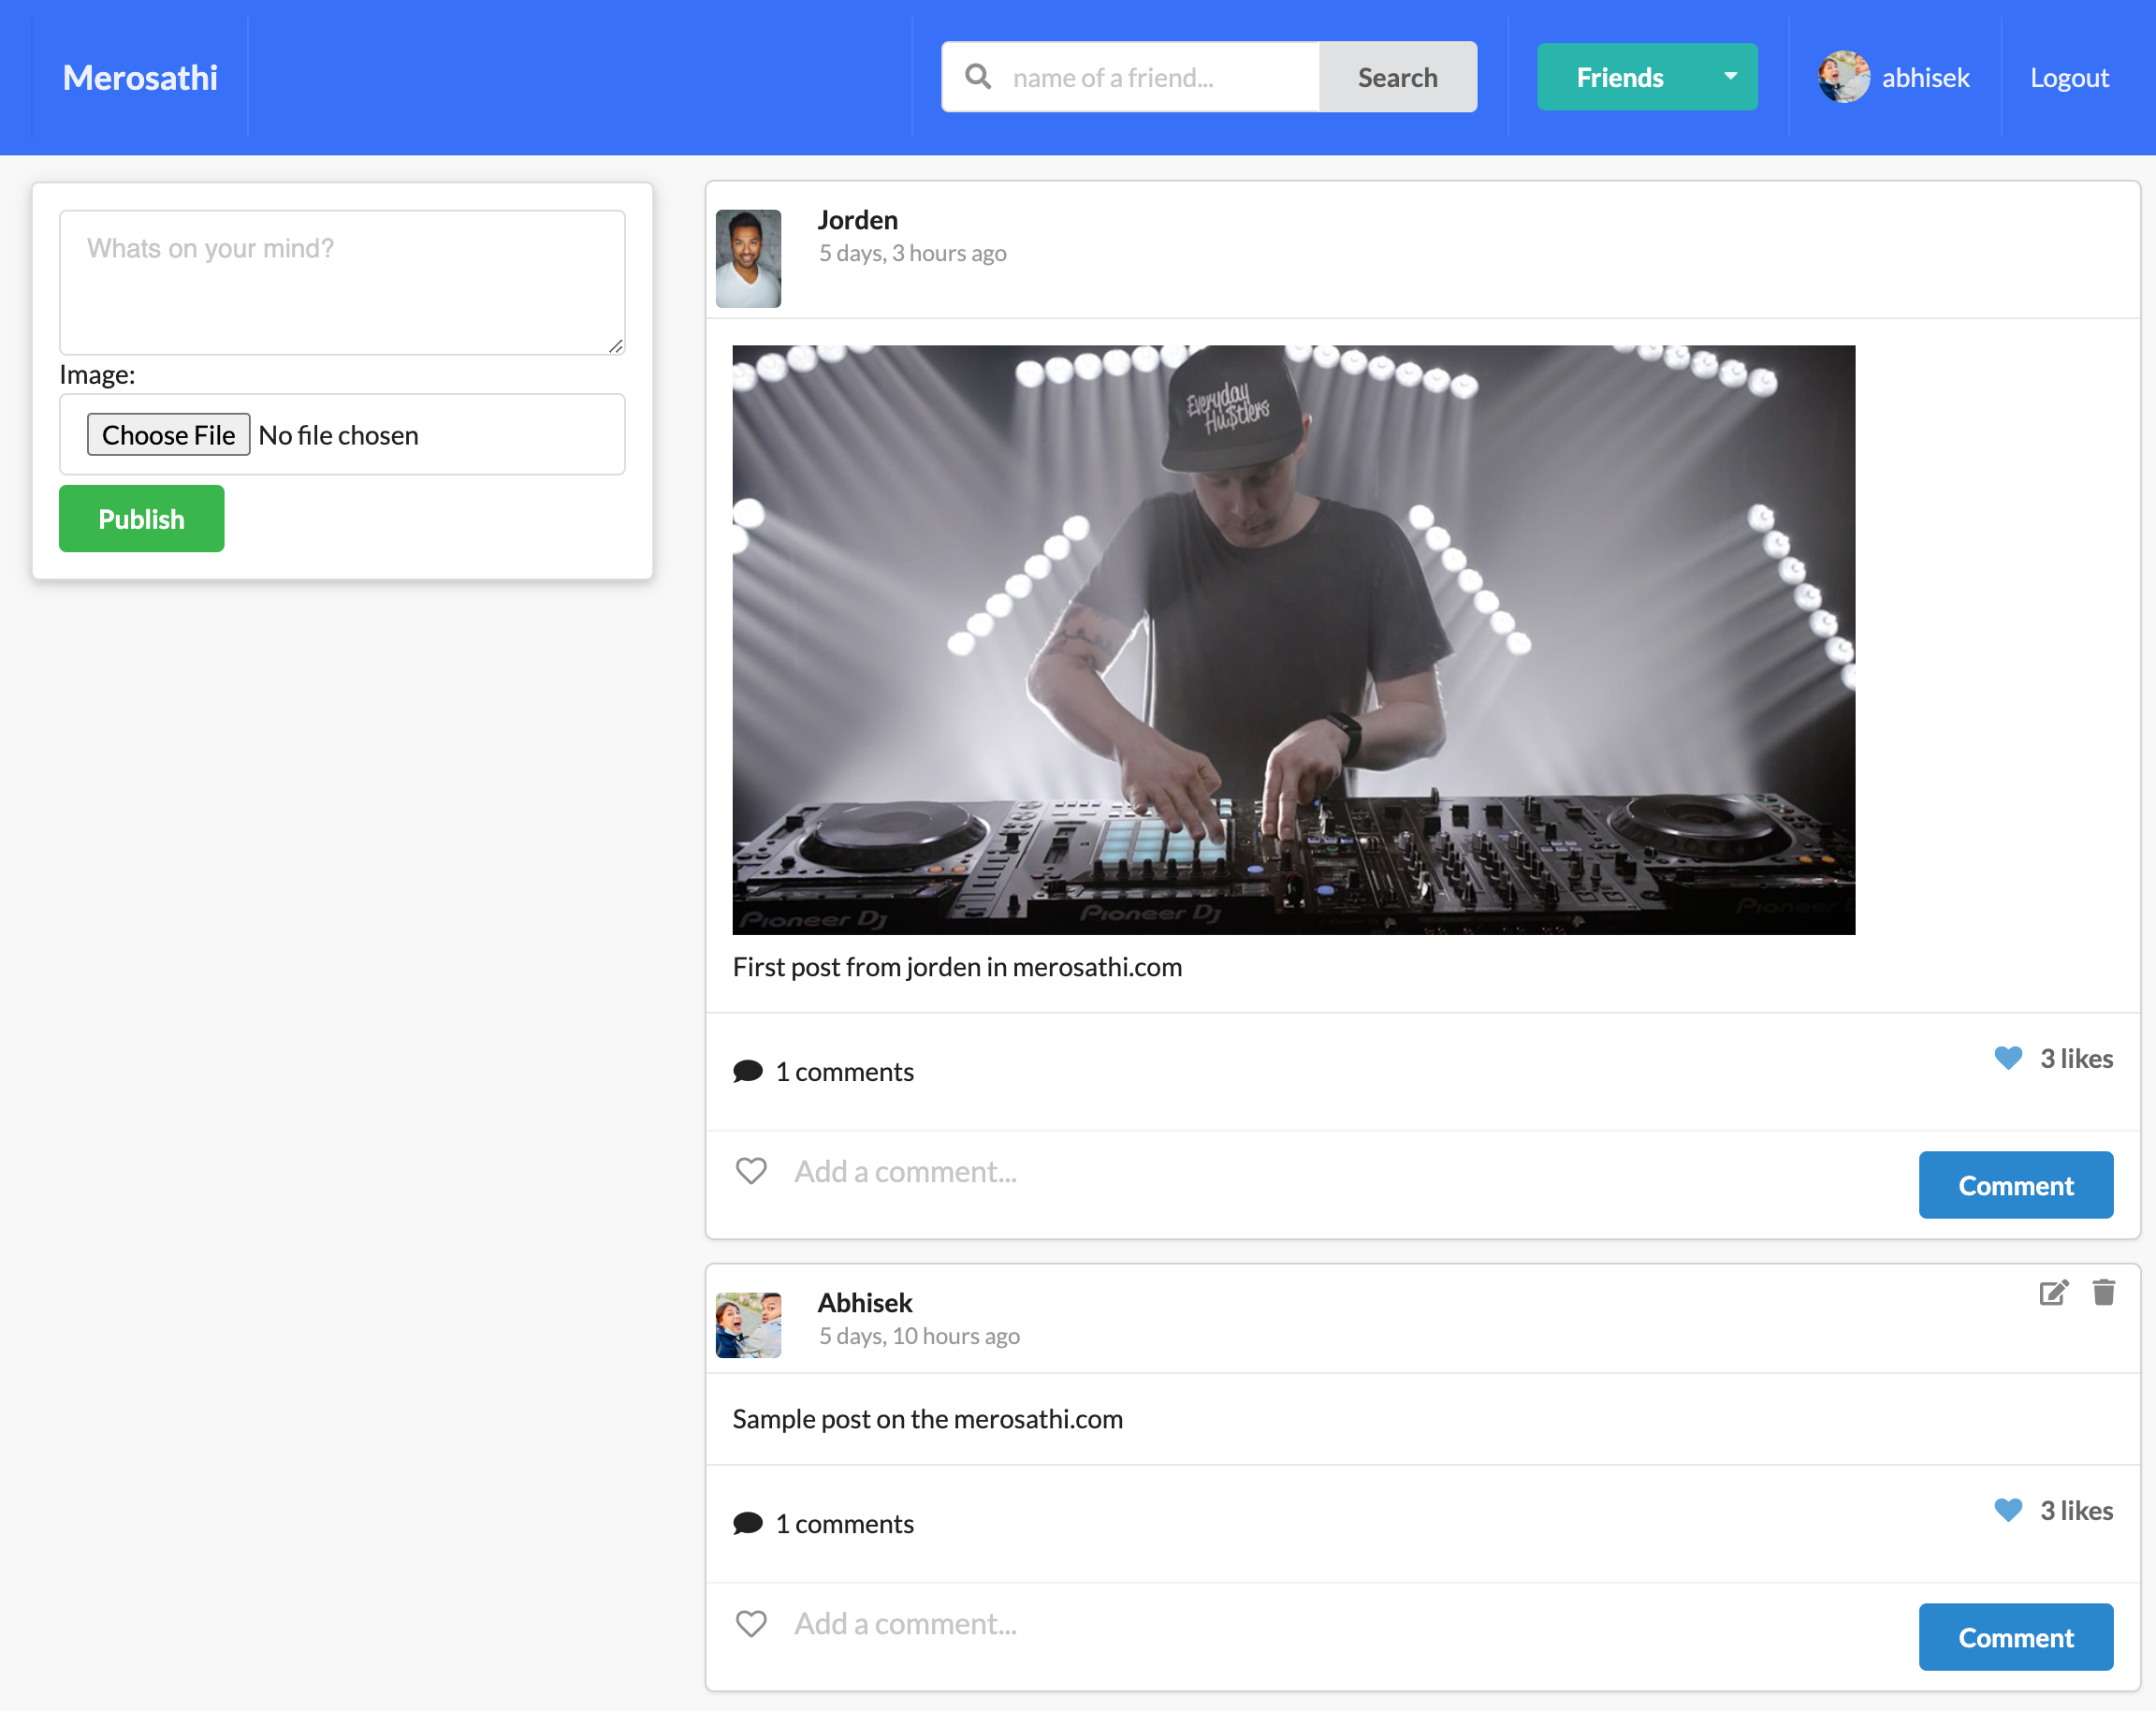 Merosathi
name of a friend...
Search
Friends
abhisek
Logout
Whats on your mind?
Image:
Choose File No file chosen
Publish
Jorden
5 days, 3 hours ago
Everyday
Hu$tlers
Pioneer Dj
Pioneer Dj
Pioneer
First post from jorden in merosathi.com
1 comments
3 likes
Add a comment...
Comment
Abhisek
5 days, 10 hours ago
Sample post on the merosathi.com
1 comments
3 likes
Add a comment...
Comment